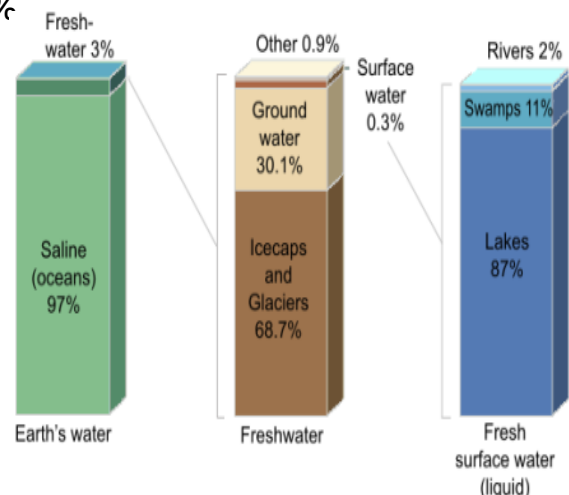 %
Fresh-
water 3%
Saline
(oceans)
97%
Earth's water
Other 0.9%
Surface
water
0.3%
Ground
water
30.1%
Icecaps
and
Glaciers
68.7%
Freshwater
Rivers 2%
Swamps 11%
Lakes
87%
Fresh
surface water
(liquid)